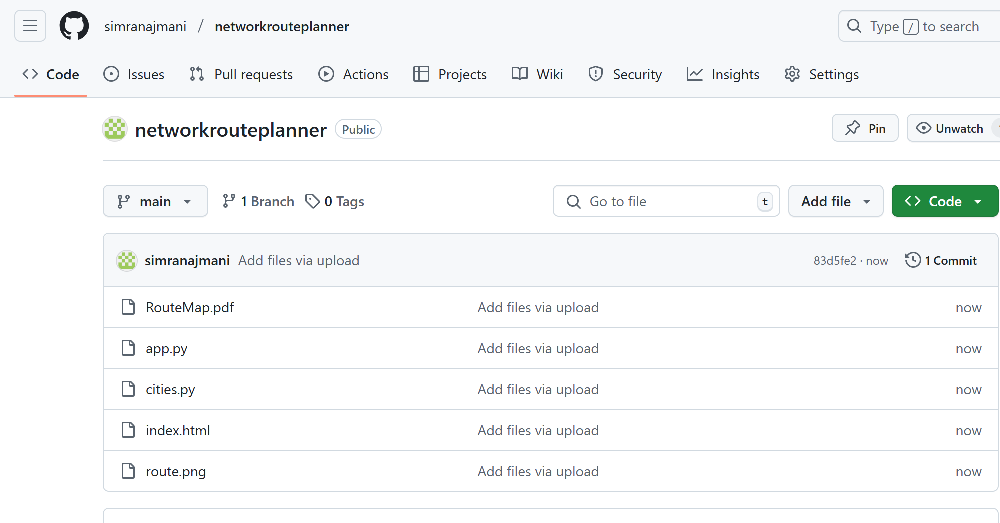 simranajmani / networkrouteplanner
Type / to search
Code Issues Pull requests Actions Projects Wiki Security Insights Settings
networkrouteplanner Public
Pin Unwatch
main 1 Branch 0 Tags
Go to file t Add file Code
simranajmani Add files via upload 83d5fe2 · now 1 Commit
RouteMap.pdf Add files via upload now
app.py Add files via upload now
cities.py Add files via upload now
index.html Add files via upload now
route.png Add files via upload now